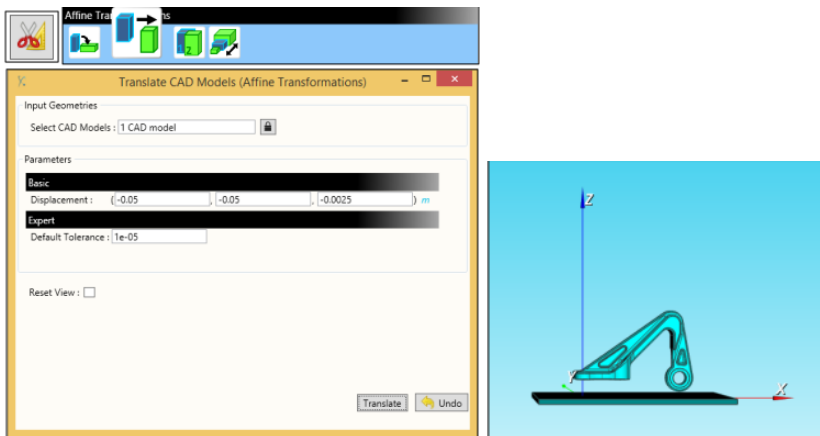 Affine Tra ns
2
Translate CAD Models (Affine Transformations)
Input Geometries
Select CAD Models : 1 CAD model
Parameters
Basic
Displacement : ( -0.05 , -0.05 , -0.0025 ) m
Expert
Default Tolerance : 1e-05
Reset View :
Translate Undo
Z
Y
X